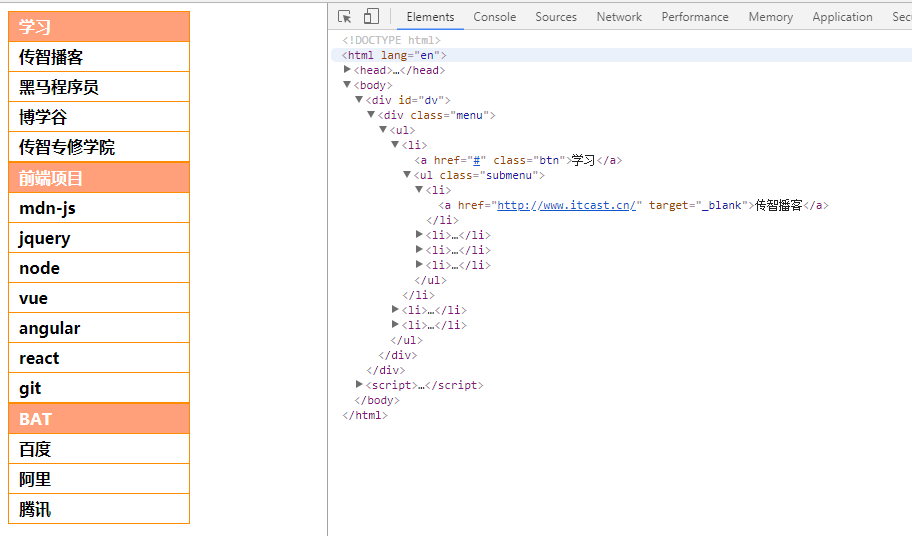 学习
传智播客
黑马程序员
博学谷
传智专修学院
前端项目
mdn-js
jquery
node
vue
angular
react
git
BAT
百度
阿里
腾讯
Elements Console Sources Network Performance Memory Application Sec
<!DOCTYPE html>
<html lang="en">
<head>…</head>
<body>
<div id="dv">
<div class="menu">
<ul>
<li>
<a href="#" class="btn">学习</a>
<ul class="submenu">
<li>
<a href="http://www.itcast.cn/" target="_blank">传智播客</a>
</li>
<li>…</li>
<li>…</li>
<li>…</li>
</ul>
</li>
<li>…</li>
<li>…</li>
</ul>
</div>
</div>
<script>…</script>
</body>
</html>